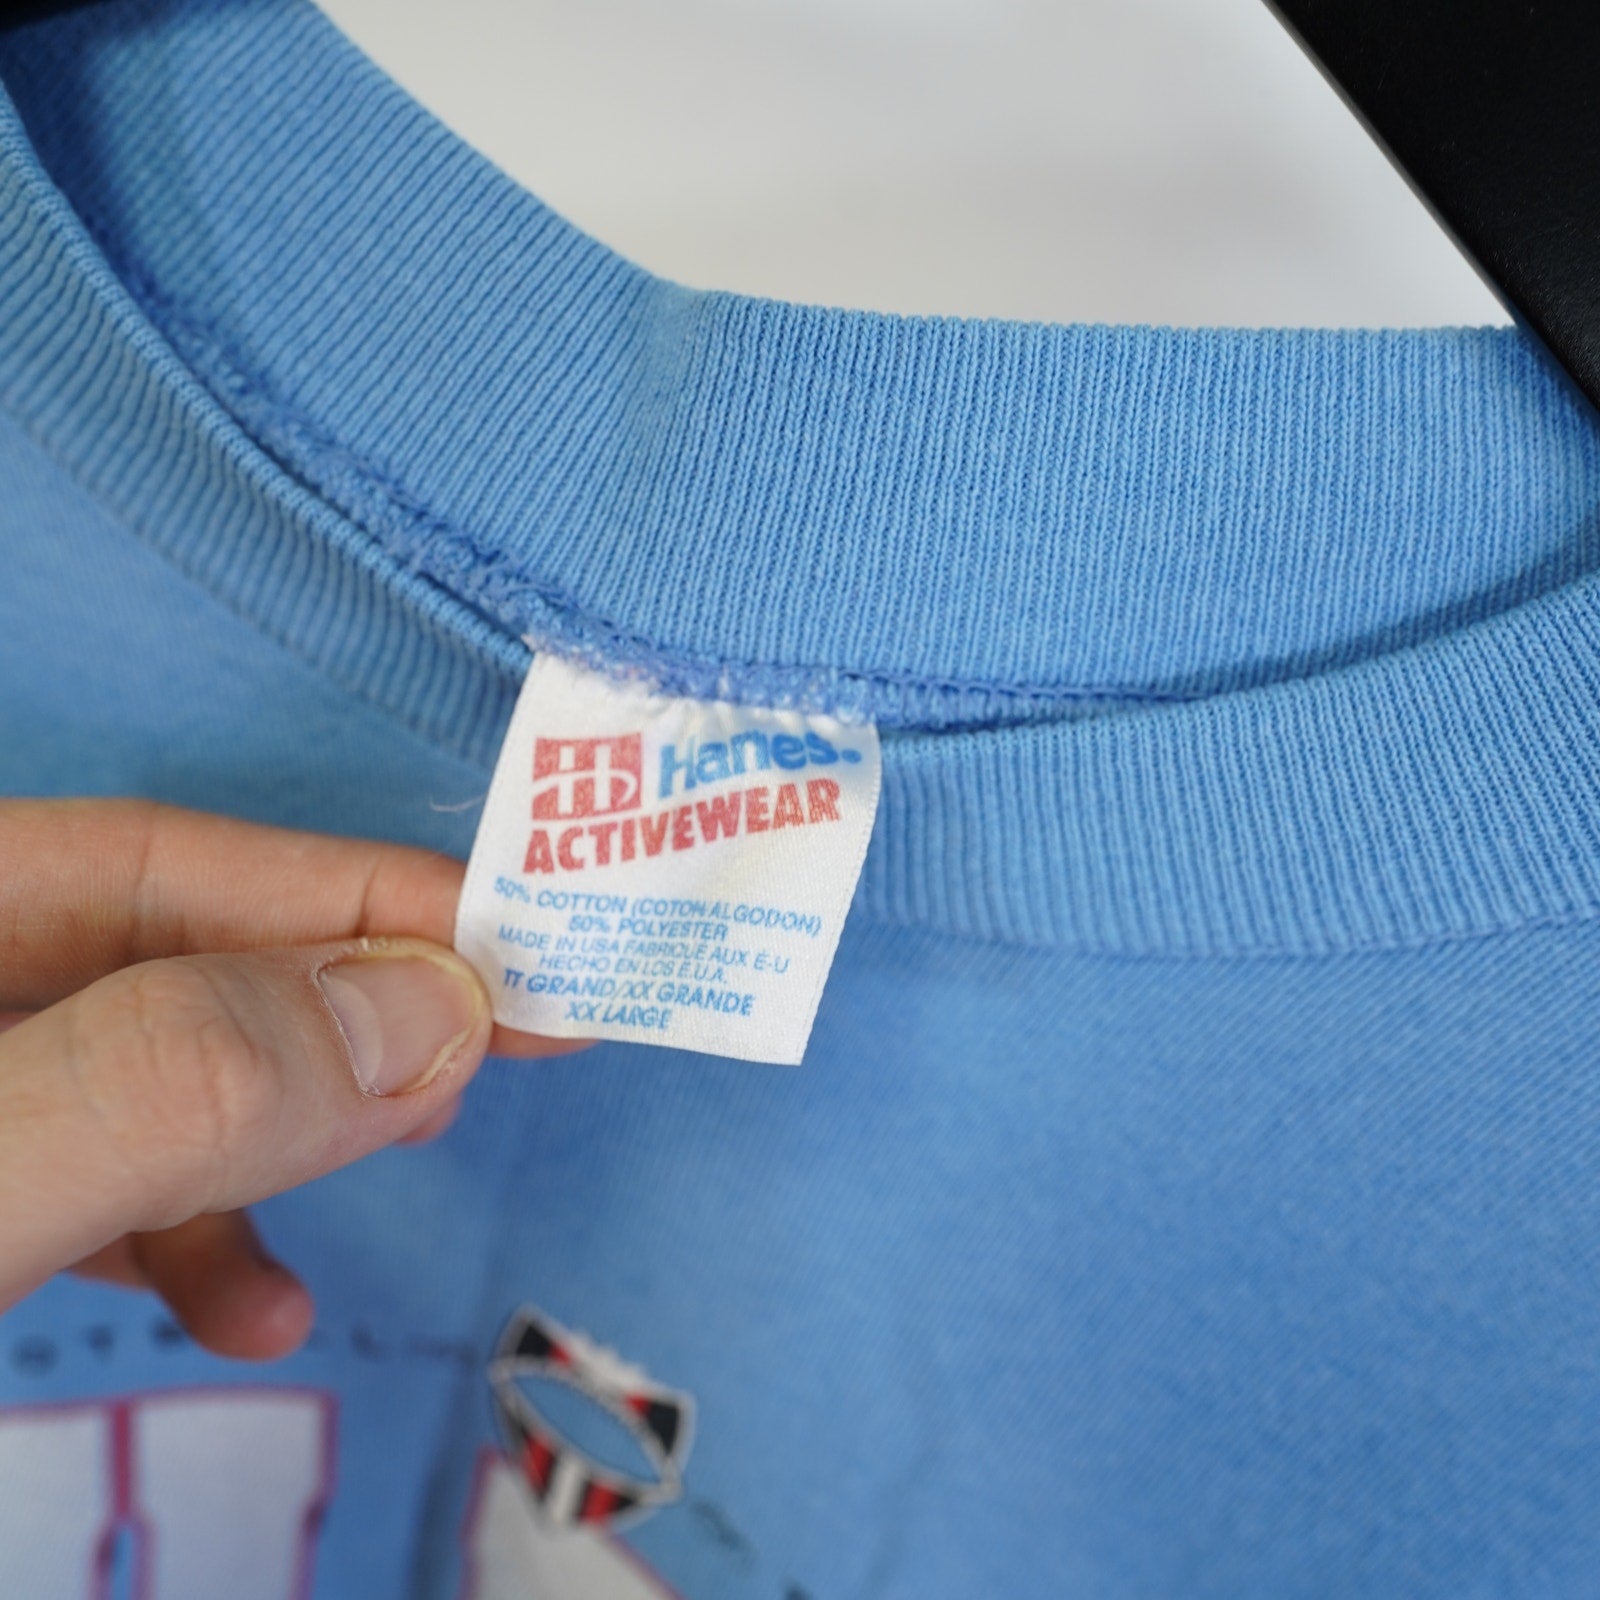 Hanes.
ACTIVEWEAR
50% COTTON (COTON-ALGODON)
50% POLYESTER
MADE IN USA FABRIQUÉ AUX É-U
HECHO EN LOS E.U.A.
TT GRAND/XX GRANDE
XX LARGE